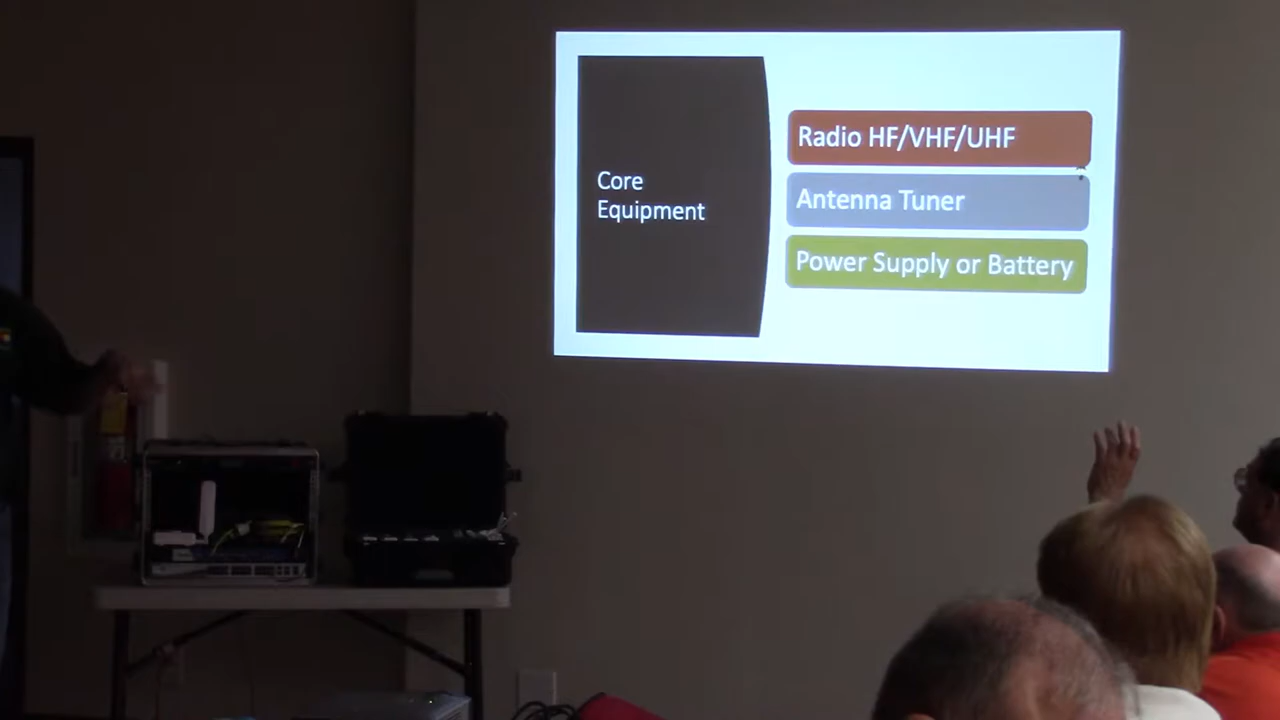 Core
Equipment
Radio HF/VHF/UHF
Antenna Tuner
Power Supply or Battery